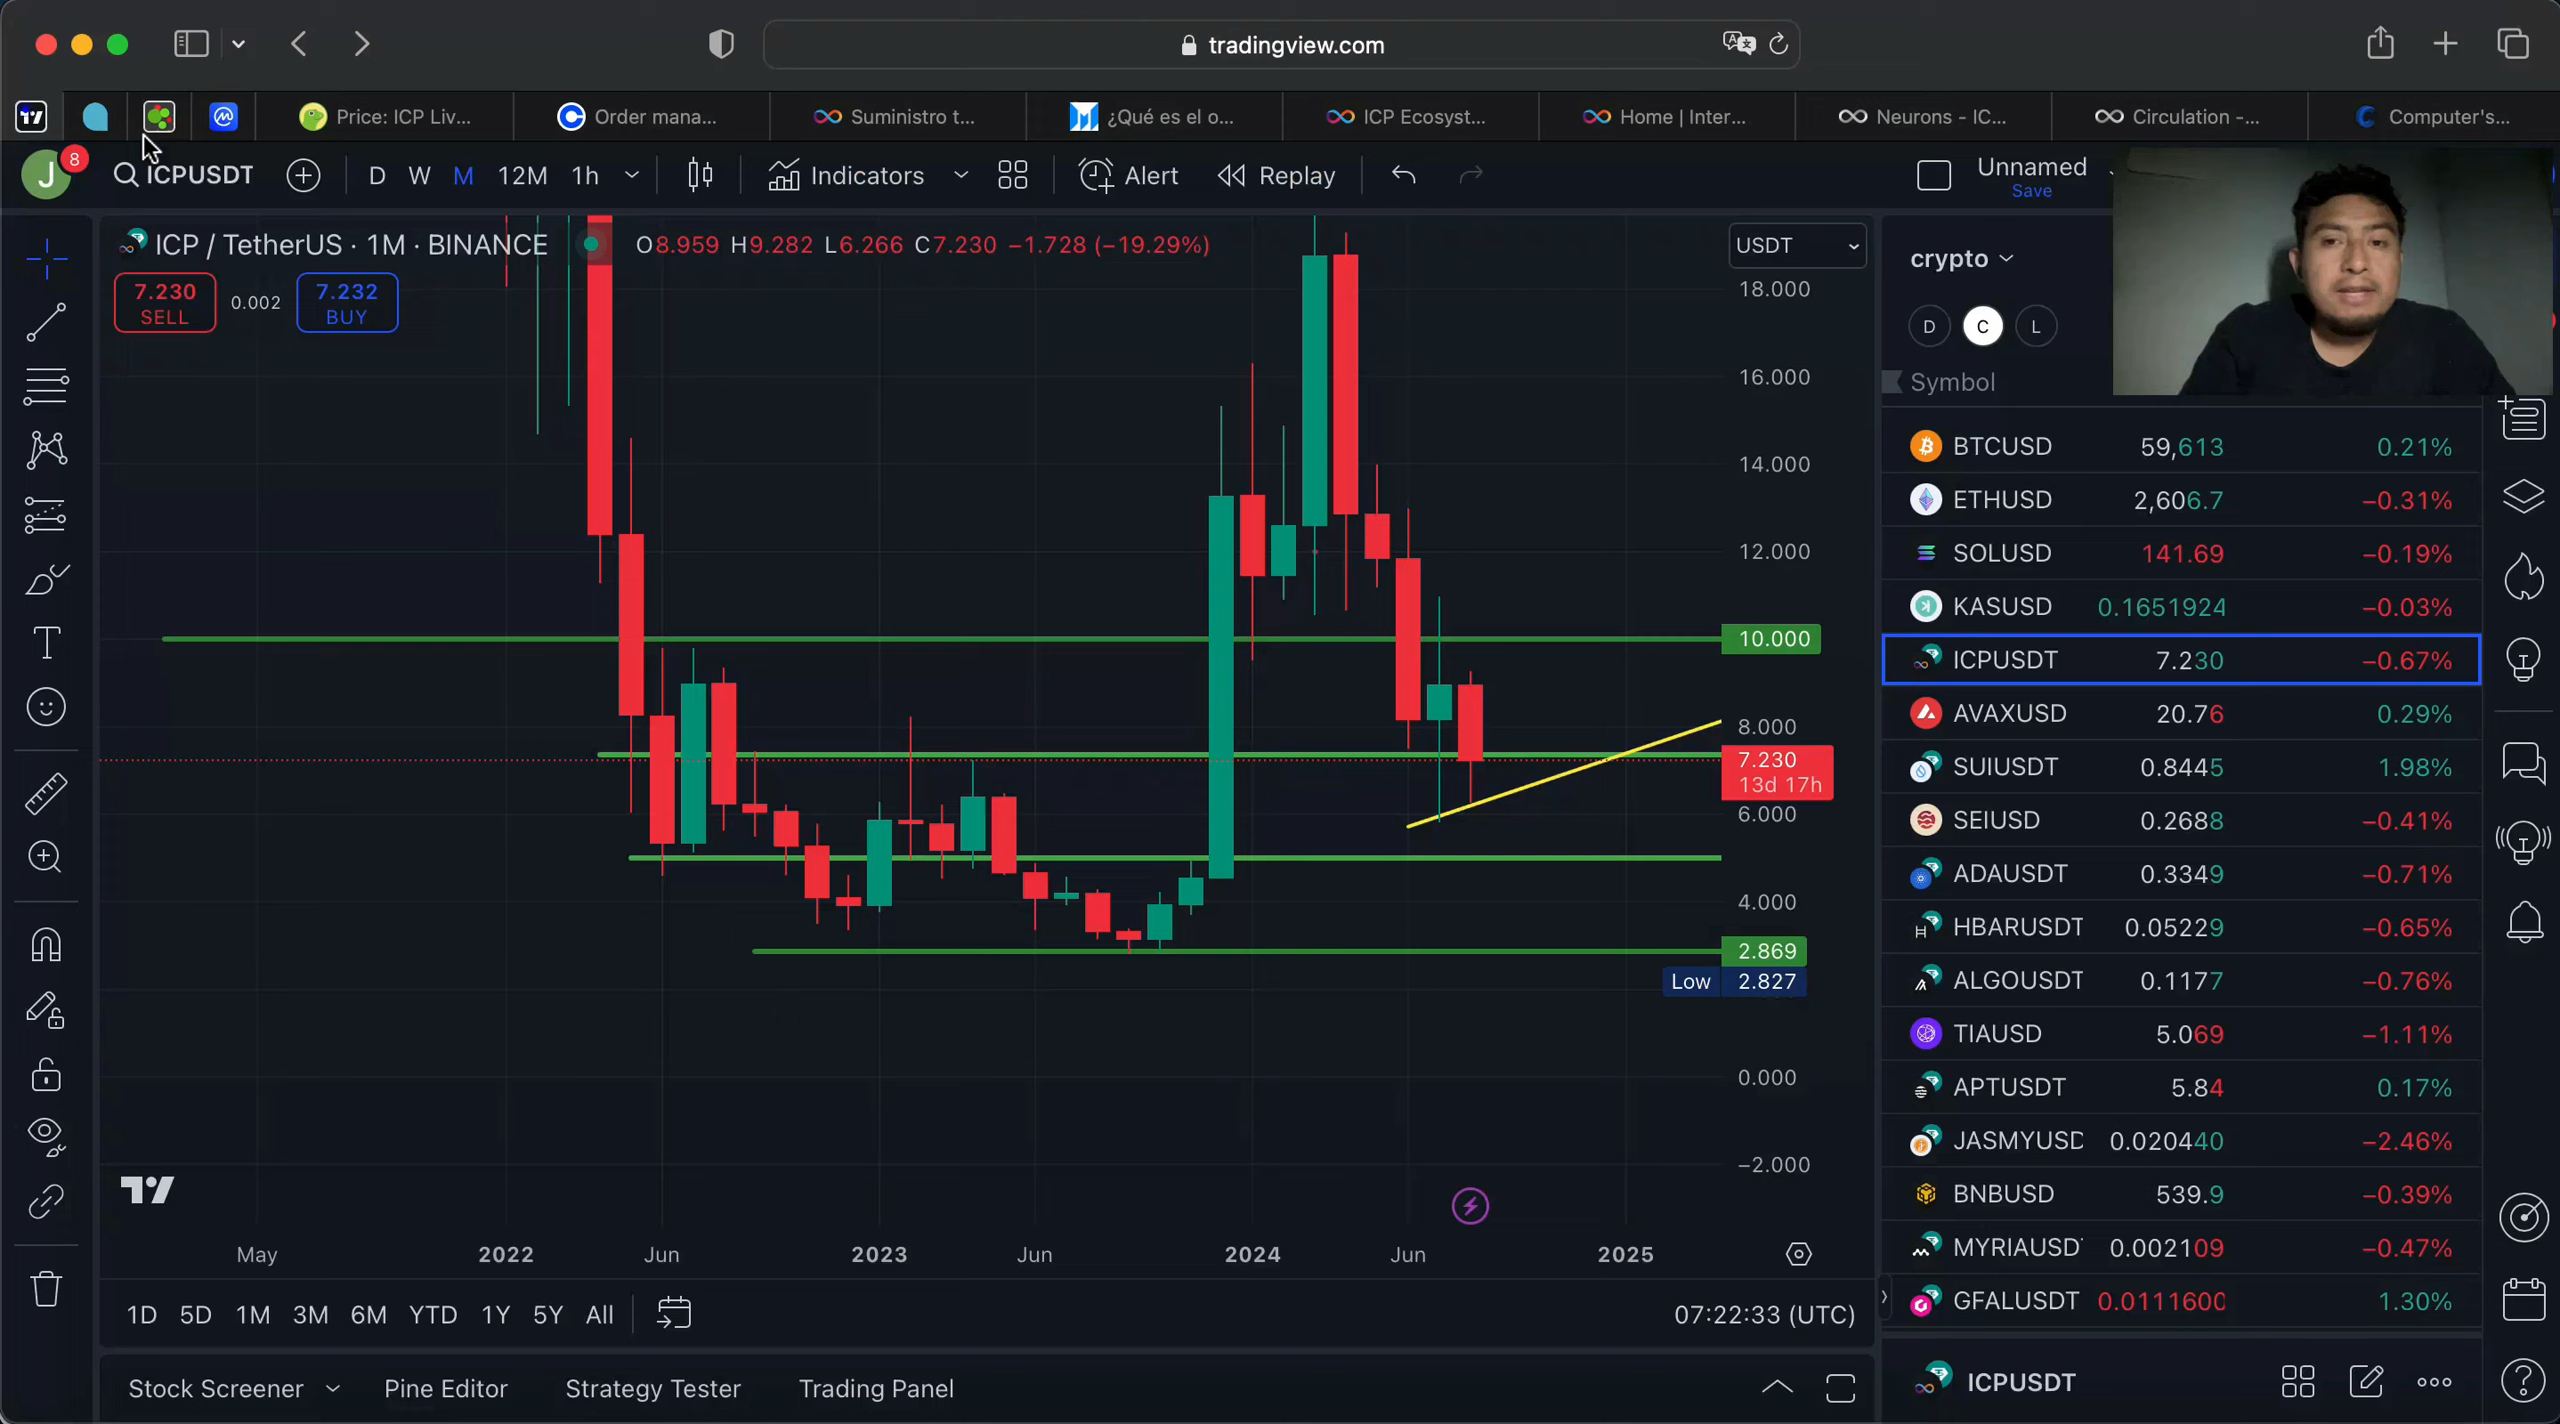 tradingview.com
Price: ICP Liv...
Order mana...
Suministro t...
¿Qué es el o...
ICP Ecosyst...
Home | Inter...
Neurons - IC...
Circulation -...
Computer's...
J
8
ICPUSDT
D W M 12M 1h
Indicators
Alert
Replay
Unnamed
Save
ICP / TetherUS · 1M · BINANCE
O8.959 H9.282 L6.266 C7.230 −1.728 (−19.29%)
7.230
SELL
0.002
7.232
BUY
USDT
18.000
16.000
14.000
12.000
10.000
8.000
7.230
13d 17h
6.000
4.000
2.869
Low 2.827
0.000
−2.000
May 2022 Jun 2023 Jun 2024 Jun 2025
1D 5D 1M 3M 6M YTD 1Y 5Y All
07:22:33 (UTC)
Stock Screener
Pine Editor
Strategy Tester
Trading Panel
crypto
D C L
Symbol
BTCUSD 59,613 0.21%
ETHUSD 2,606.7 −0.31%
SOLUSD 141.69 −0.19%
KASUSD 0.1651924 −0.03%
ICPUSDT 7.230 −0.67%
AVAXUSD 20.76 0.29%
SUIUSDT 0.8445 1.98%
SEIUSD 0.2688 −0.41%
ADAUSDT 0.3349 −0.71%
HBARUSDT 0.05229 −0.65%
ALGOUSDT 0.1177 −0.76%
TIAUSD 5.069 −1.11%
APTUSDT 5.84 0.17%
JASMYUSD 0.020440 −2.46%
BNBUSD 539.9 −0.39%
MYRIAUSD 0.002109 −0.47%
GFALUSDT 0.0111600 1.30%
ICPUSDT